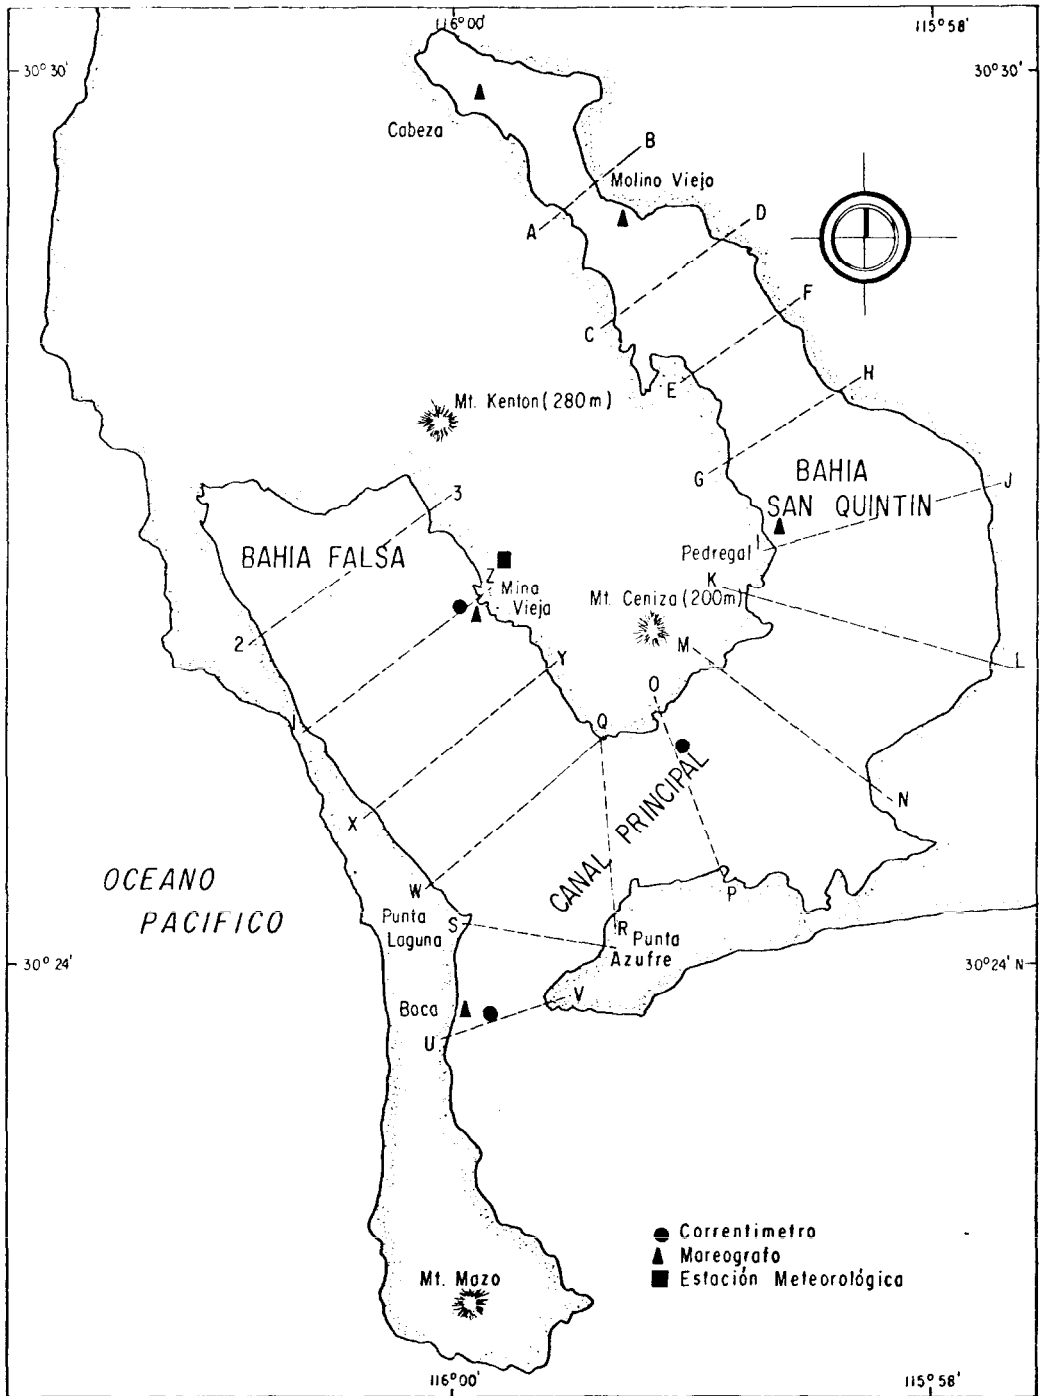 116°00'
115°58'
30°30'
30°30'
Cabeza
B
Molino Viejo
A
D
C
F
E
H
Mt. Kenton (280m)
G
BAHIA
SAN QUINTIN
J
3
BAHIA FALSA
Pedregal
I
Z
Mina
Vieja
K
Mt. Ceniza (200m)
2
Y
M
L
O
1
Q
N
X
CANAL PRINCIPAL
OCEANO
PACIFICO
W
P
Punta
Laguna
S
R
Punta
Azufre
30°24'
30°24'N
Boca
V
U
Correntimetro
Mareografo
Estación Meteorológica
Mt. Mazo
116°00'
115°58'